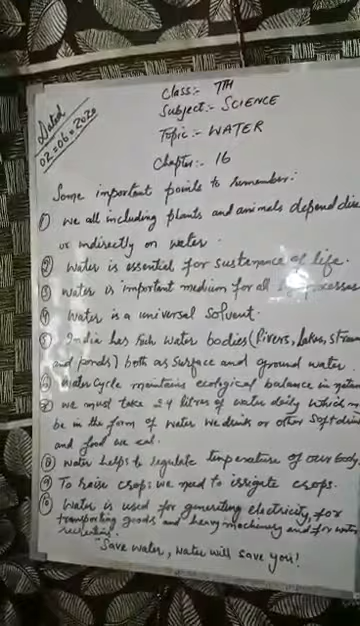 Dated
02=06=2020
Class:- 7TH
Subject:- SCIENCE
Topic:- WATER
Chapter:- 16
Some important points to remember:
① we all including plants and animals depend
or indirectly on water.
② Water is essential for sustenance of life.
③ Water is important medium for all
④ Water is a universal solvent.
⑤ India has rich water bodies (Rivers, Lakes,
and ponds) both as surface and ground water.
⑥ Water cycle maintains ecological balance in
⑦ we must take 24 litres of water daily which
be in the form of water we drink or other soft
and food we eat.
⑧ Water helps to regulate temperature of our body
⑨ To raise crops we need to irrigate crops.
⑩ Water is used for generating electricity, for
transporting goods and heavy machinery and for
"Save water, water will save you!